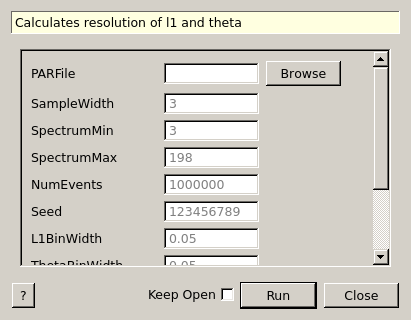 Calculates resolution of l1 and theta
PARFile Browse
SampleWidth 3
SpectrumMin 3
SpectrumMax 198
NumEvents 1000000
Seed 123456789
L1BinWidth 0.05
ThetaBinWidth 0.05
? Keep Open Run Close